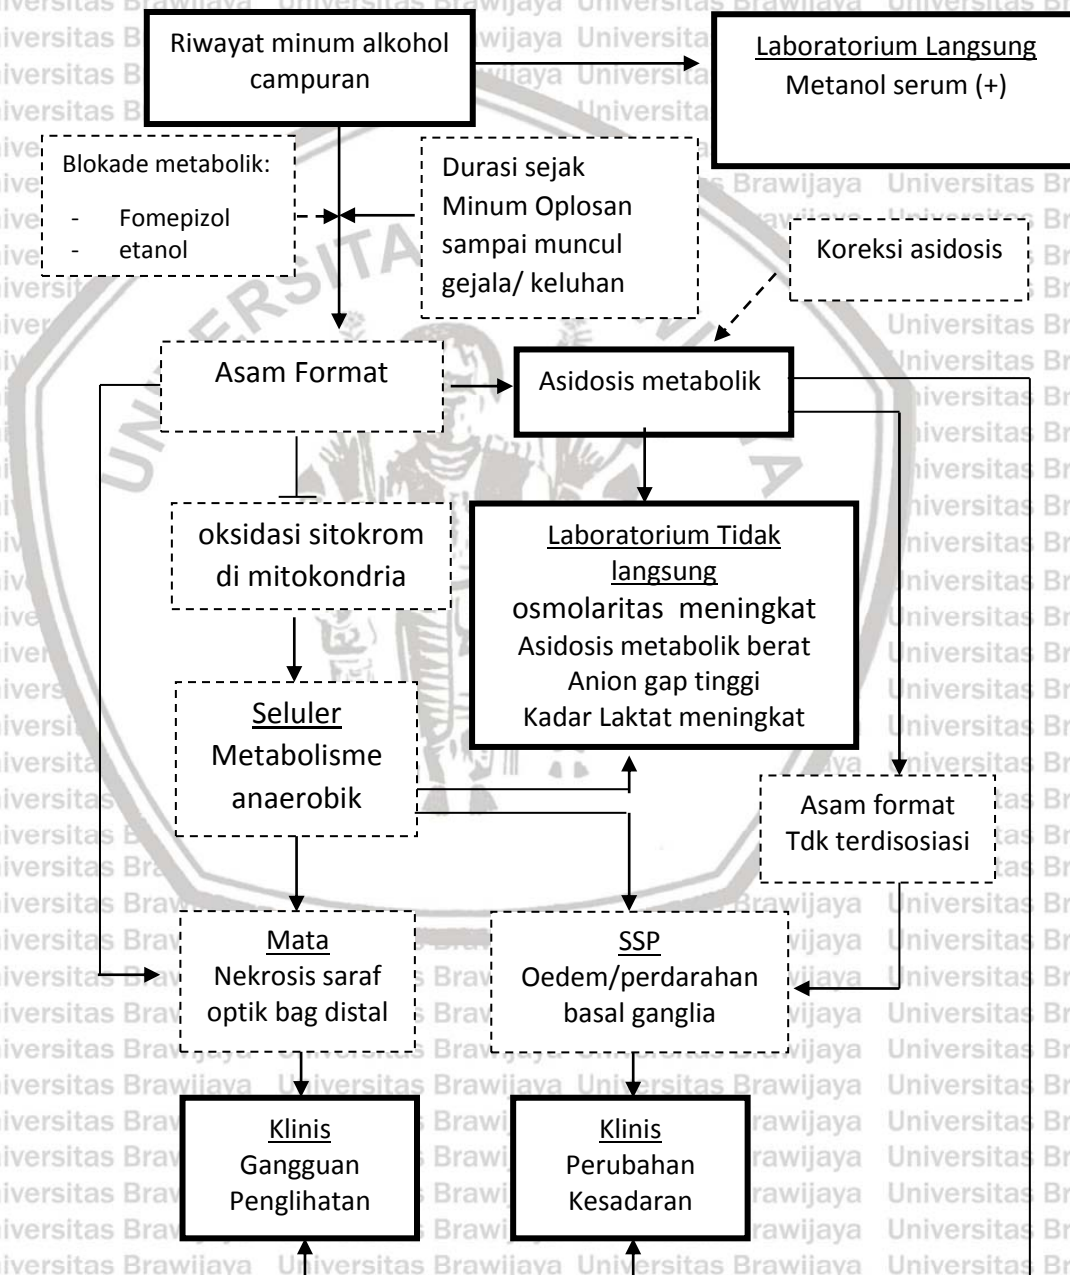 Riwayat minum alkohol
campuran
Laboratorium Langsung
Metanol serum (+)
Blokade metabolik:
- Fomepizol
- etanol
Durasi sejak
Minum Oplosan
sampai muncul
gejala/ keluhan
Koreksi asidosis
Asam Format
Asidosis metabolik
oksidasi sitokrom
di mitokondria
Laboratorium Tidak
langsung
osmolaritas meningkat
Asidosis metabolik berat
Anion gap tinggi
Kadar Laktat meningkat
Seluler
Metabolisme
anaerobik
Asam format
Tdk terdisosiasi
Mata
Nekrosis saraf
optik bag distal
SSP
Oedem/perdarahan
basal ganglia
Klinis
Gangguan
Penglihatan
Klinis
Perubahan
Kesadaran